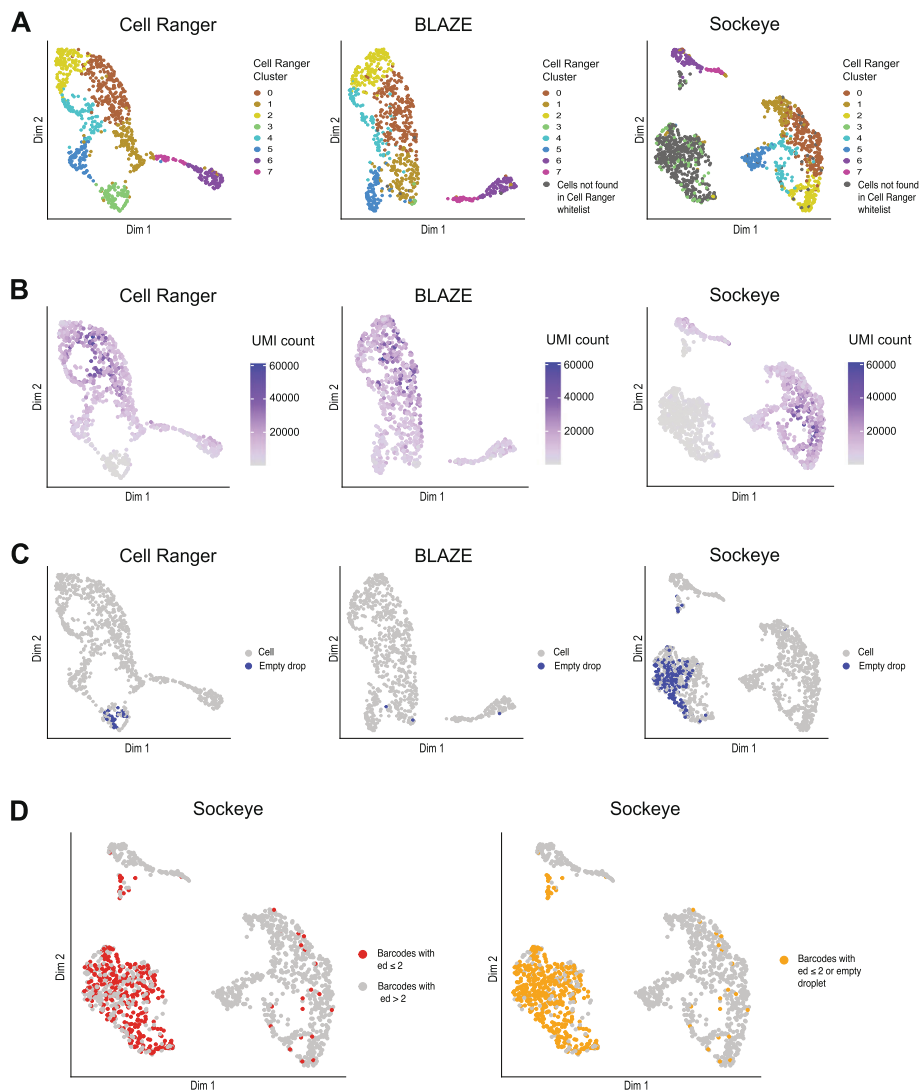 A
Cell Ranger
BLAZE
Sockeye
Dim 2
Dim 1
Cell Ranger
Cluster
0
1
2
3
4
5
6
7
Dim 1
Cell Ranger
Cluster
0
1
2
3
4
5
6
7
Cells not found
in Cell Ranger
whitelist
Dim 2
Dim 1
Cell Ranger
Cluster
0
1
2
3
4
5
6
7
Cells not found
in Cell Ranger
whitelist
B
Cell Ranger
BLAZE
Sockeye
Dim 2
Dim 1
UMI count
60000
40000
20000
Dim 2
Dim 1
UMI count
60000
40000
20000
Dim 2
Dim 1
UMI count
60000
40000
20000
C
Cell Ranger
BLAZE
Sockeye
Dim 2
Dim 1
Cell
Empty drop
Dim 2
Dim 1
Cell
Empty drop
Dim 2
Dim 1
Cell
Empty drop
D
Sockeye
Sockeye
Dim 2
Dim 1
Barcodes with
ed ≤ 2
Barcodes with
ed > 2
Dim 2
Dim 1
Barcodes with
ed ≤ 2 or empty
droplet